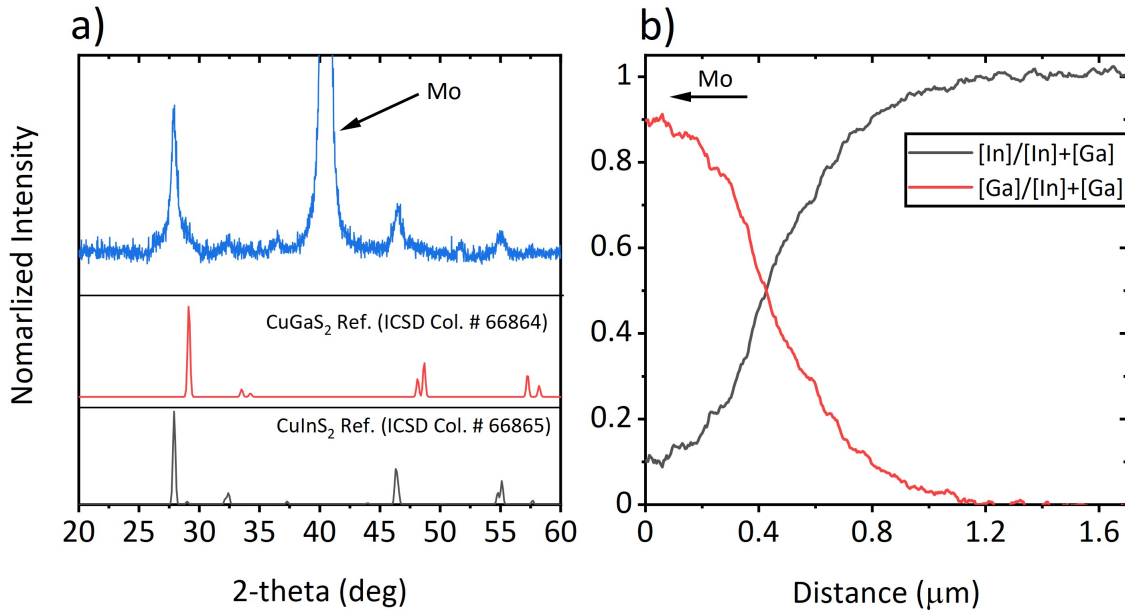 a)
Mo
Nomarlized Intensity
CuGaS₂ Ref. (ICSD Col. # 66864)
CuInS₂ Ref. (ICSD Col. # 66865)
20 25 30 35 40 45 50 55 60
2-theta (deg)
b)
Mo
[In]/[In]+[Ga]
[Ga]/[In]+[Ga]
1
0.8
0.6
0.4
0.2
0
0 0.4 0.8 1.2 1.6
Distance (μm)